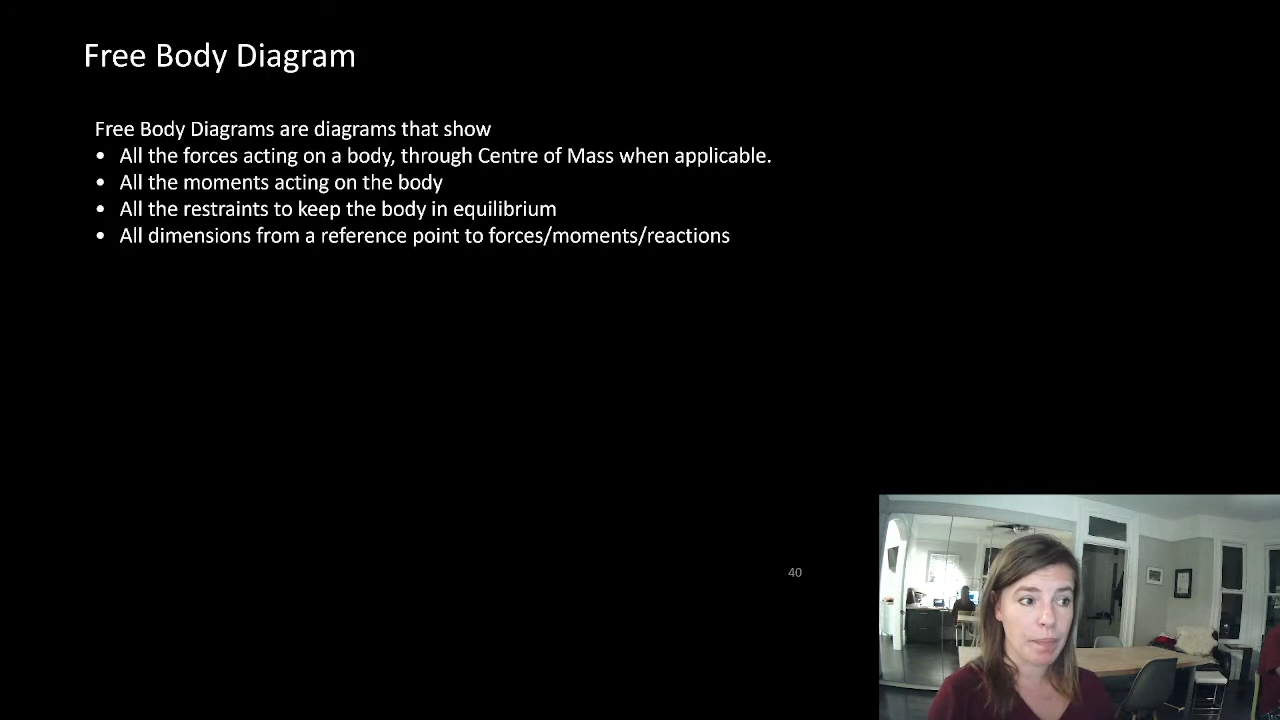 Free Body Diagram
Free Body Diagrams are diagrams that show
• All the forces acting on a body, through Centre of Mass when applicable.
• All the moments acting on the body
• All the restraints to keep the body in equilibrium
• All dimensions from a reference point to forces/moments/reactions
40